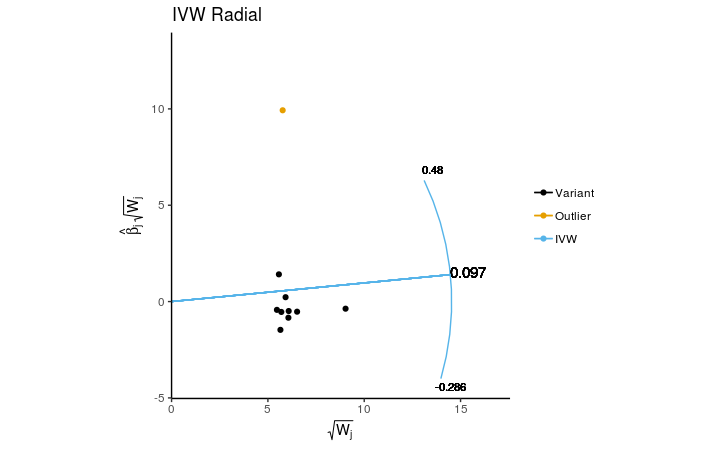 IVW Radial
β̂j√Wj
10
5
0
-5
0
5
10
15
√Wj
0.48
0.097
-0.286
Variant
Outlier
IVW